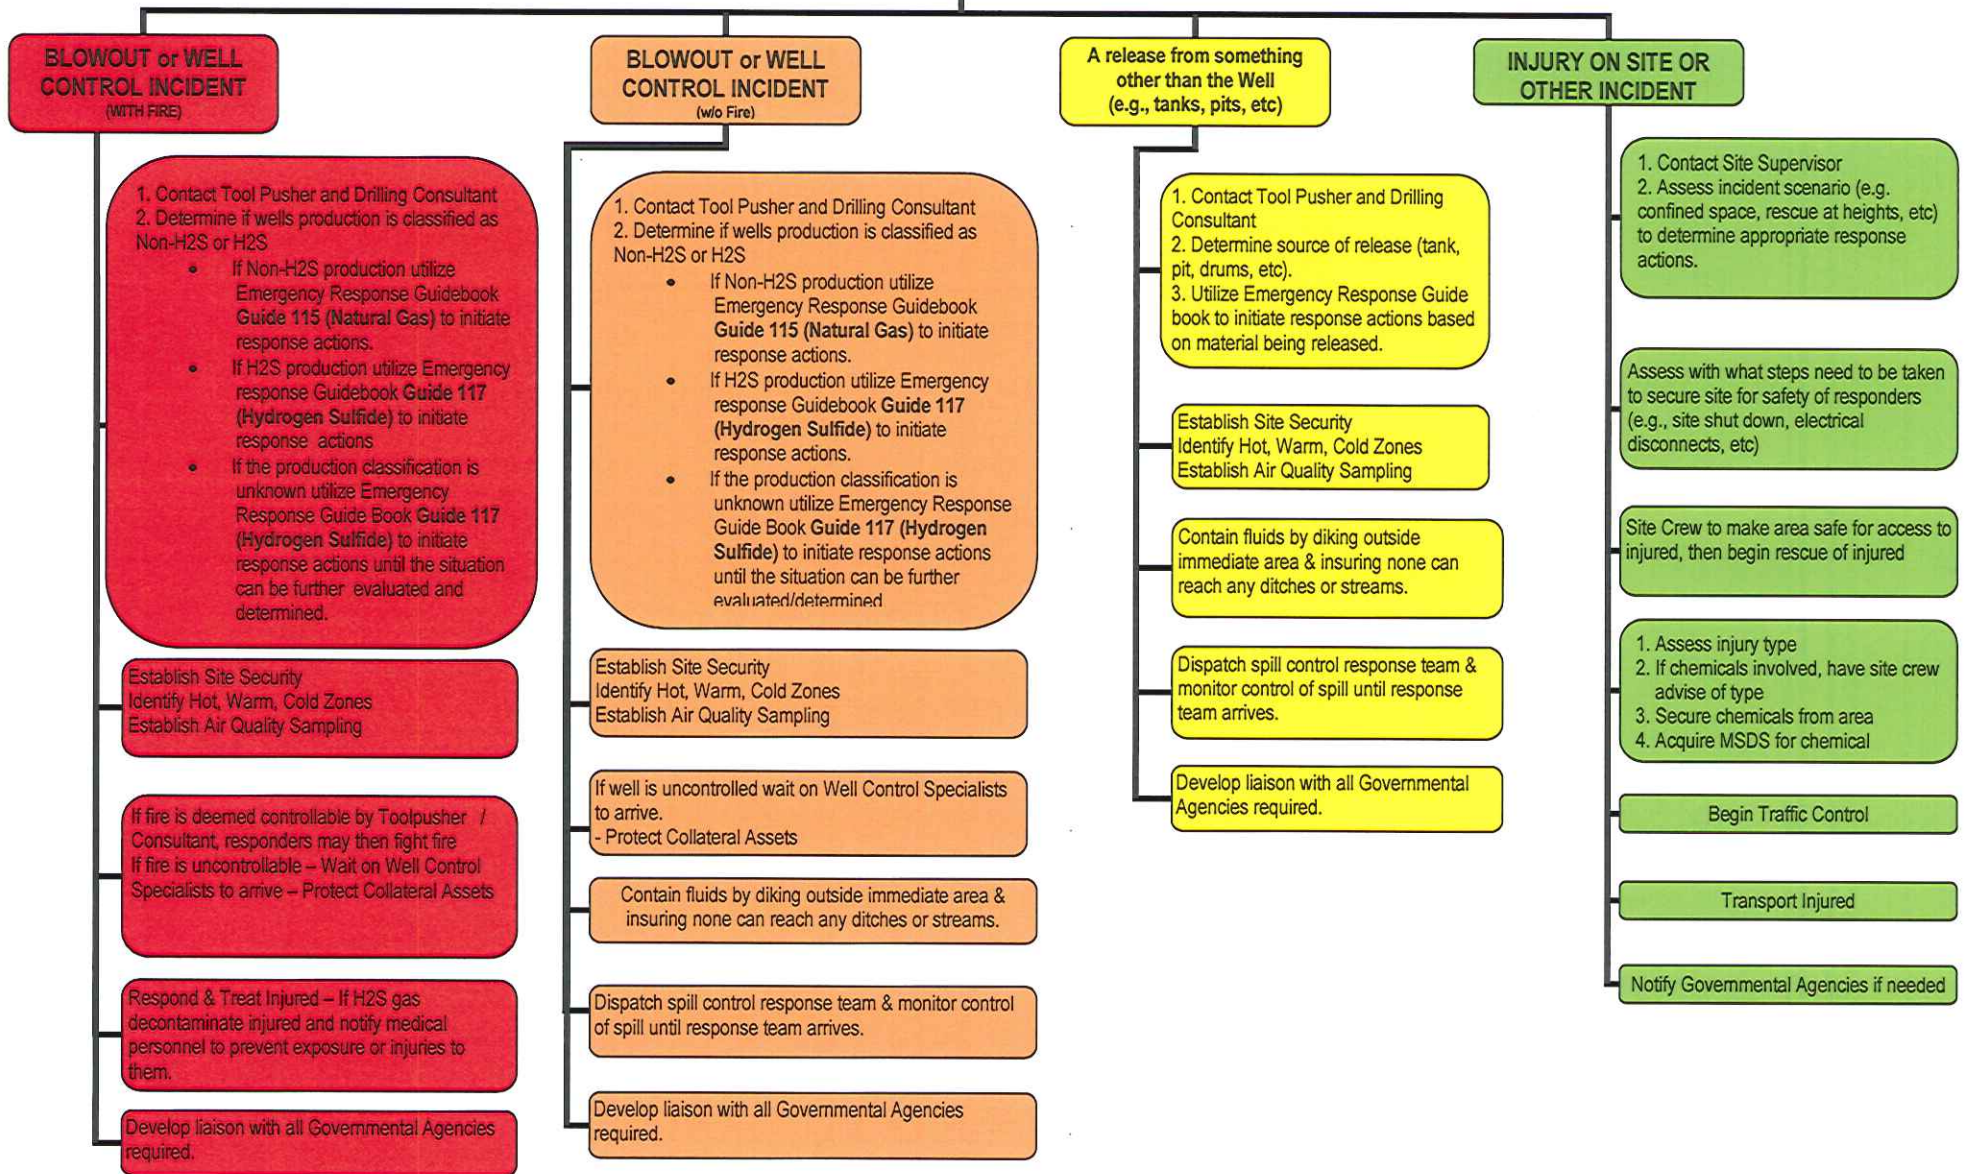 BLOWOUT or WELL
CONTROL INCIDENT
(WITH FIRE)
1. Contact Tool Pusher and Drilling Consultant
2. Determine if wells production is classified as
Non-H2S or H2S
• If Non-H2S production utilize
Emergency Response Guidebook
Guide 115 (Natural Gas) to initiate
response actions.
• If H2S production utilize Emergency
response Guidebook Guide 117
(Hydrogen Sulfide) to initiate
response actions
• If the production classification is
unknown utilize Emergency
Response Guide Book Guide 117
(Hydrogen Sulfide) to initiate
response actions until the situation
can be further evaluated and
determined.
Establish Site Security
Identify Hot, Warm, Cold Zones
Establish Air Quality Sampling
If fire is deemed controllable by Toolpusher /
Consultant, responders may then fight fire
If fire is uncontrollable – Wait on Well Control
Specialists to arrive – Protect Collateral Assets
Respond & Treat Injured – If H2S gas
decontaminate injured and notify medical
personnel to prevent exposure or injuries to
them.
Develop liaison with all Governmental Agencies
required.
BLOWOUT or WELL
CONTROL INCIDENT
(w/o Fire)
1. Contact Tool Pusher and Drilling Consultant
2. Determine if wells production is classified as
Non-H2S or H2S
• If Non-H2S production utilize
Emergency Response Guidebook
Guide 115 (Natural Gas) to initiate
response actions.
• If H2S production utilize Emergency
response Guidebook Guide 117
(Hydrogen Sulfide) to initiate
response actions.
• If the production classification is
unknown utilize Emergency Response
Guide Book Guide 117 (Hydrogen
Sulfide) to initiate response actions
until the situation can be further
evaluated/determined
Establish Site Security
Identify Hot, Warm, Cold Zones
Establish Air Quality Sampling
If well is uncontrolled wait on Well Control Specialists
to arrive.
- Protect Collateral Assets
Contain fluids by diking outside immediate area &
insuring none can reach any ditches or streams.
Dispatch spill control response team & monitor control
of spill until response team arrives.
Develop liaison with all Governmental Agencies
required.
A release from something
other than the Well
(e.g., tanks, pits, etc)
1. Contact Tool Pusher and Drilling
Consultant
2. Determine source of release (tank,
pit, drums, etc).
3. Utilize Emergency Response Guide
book to initiate response actions based
on material being released.
Establish Site Security
Identify Hot, Warm, Cold Zones
Establish Air Quality Sampling
Contain fluids by diking outside
immediate area & insuring none can
reach any ditches or streams.
Dispatch spill control response team &
monitor control of spill until response
team arrives.
Develop liaison with all Governmental
Agencies required.
INJURY ON SITE OR
OTHER INCIDENT
1. Contact Site Supervisor
2. Assess incident scenario (e.g.
confined space, rescue at heights, etc)
to determine appropriate response
actions.
Assess with what steps need to be taken
to secure site for safety of responders
(e.g., site shut down, electrical
disconnects, etc)
Site Crew to make area safe for access to
injured, then begin rescue of injured
1. Assess injury type
2. If chemicals involved, have site crew
advise of type
3. Secure chemicals from area
4. Acquire MSDS for chemical
Begin Traffic Control
Transport Injured
Notify Governmental Agencies if needed